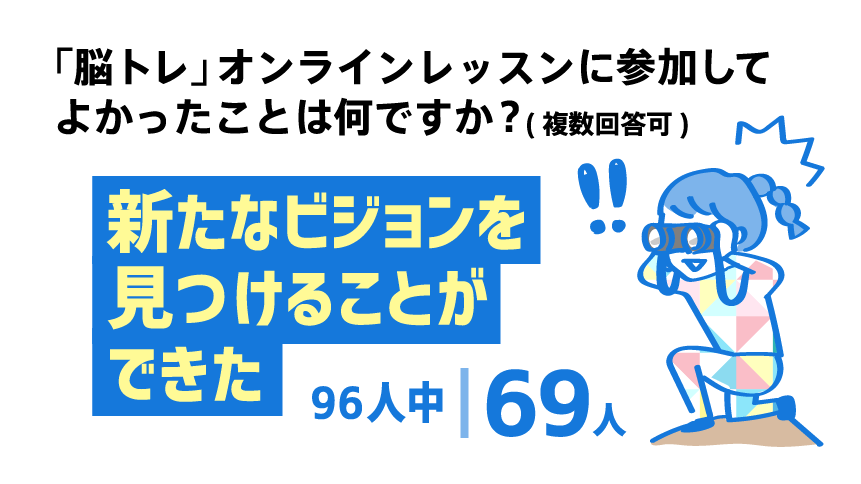 「脳トレ」オンラインレッスンに参加して
よかったことは何ですか？(複数回答可)
新たなビジョンを
見つけることが
できた
96人中 69人